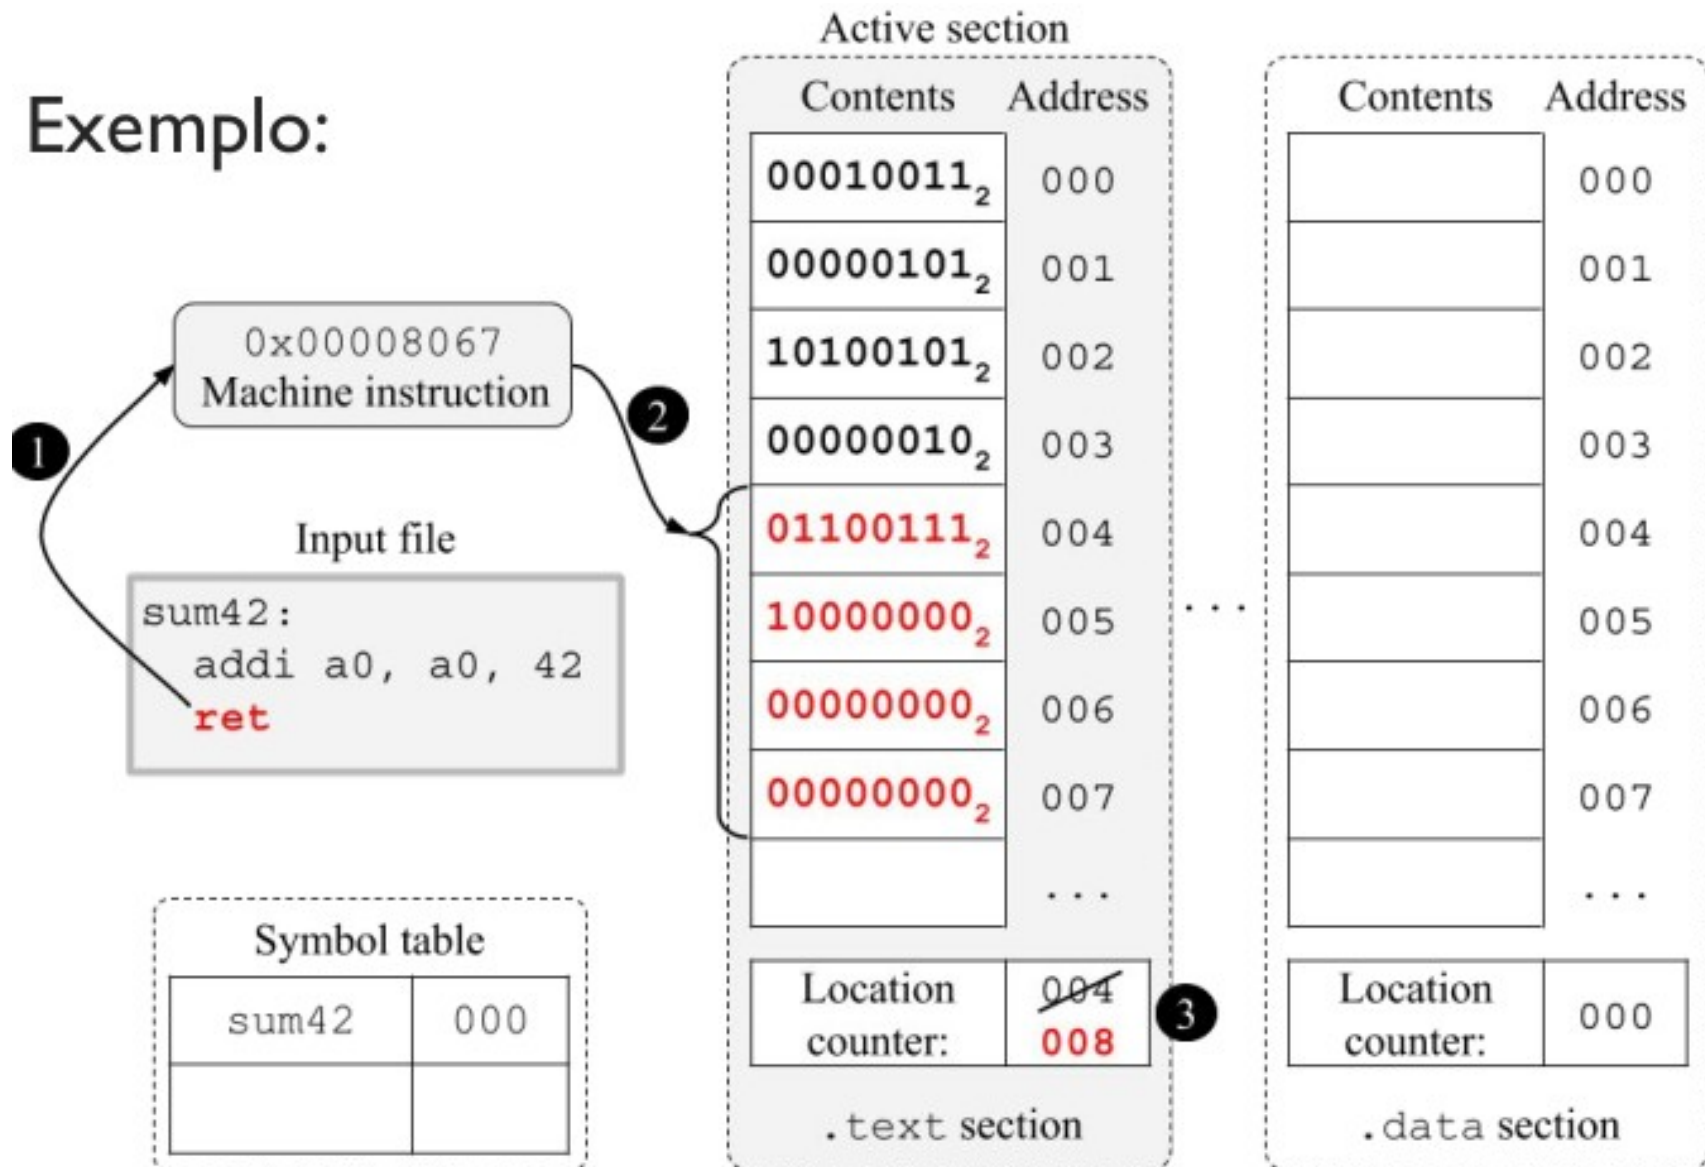 Exemplo:
0x00008067
Machine instruction
1
2
Input file
sum42:
addi a0, a0, 42
ret
Symbol table
sum42 000
Active section
Contents Address
00010011₂ 000
00000101₂ 001
10100101₂ 002
00000010₂ 003
01100111₂ 004
10000000₂ 005
00000000₂ 006
00000000₂ 007
...
Location
counter:
004
008
3
.text section
...
Contents Address
000
001
002
003
004
005
006
007
...
Location
counter:
000
.data section